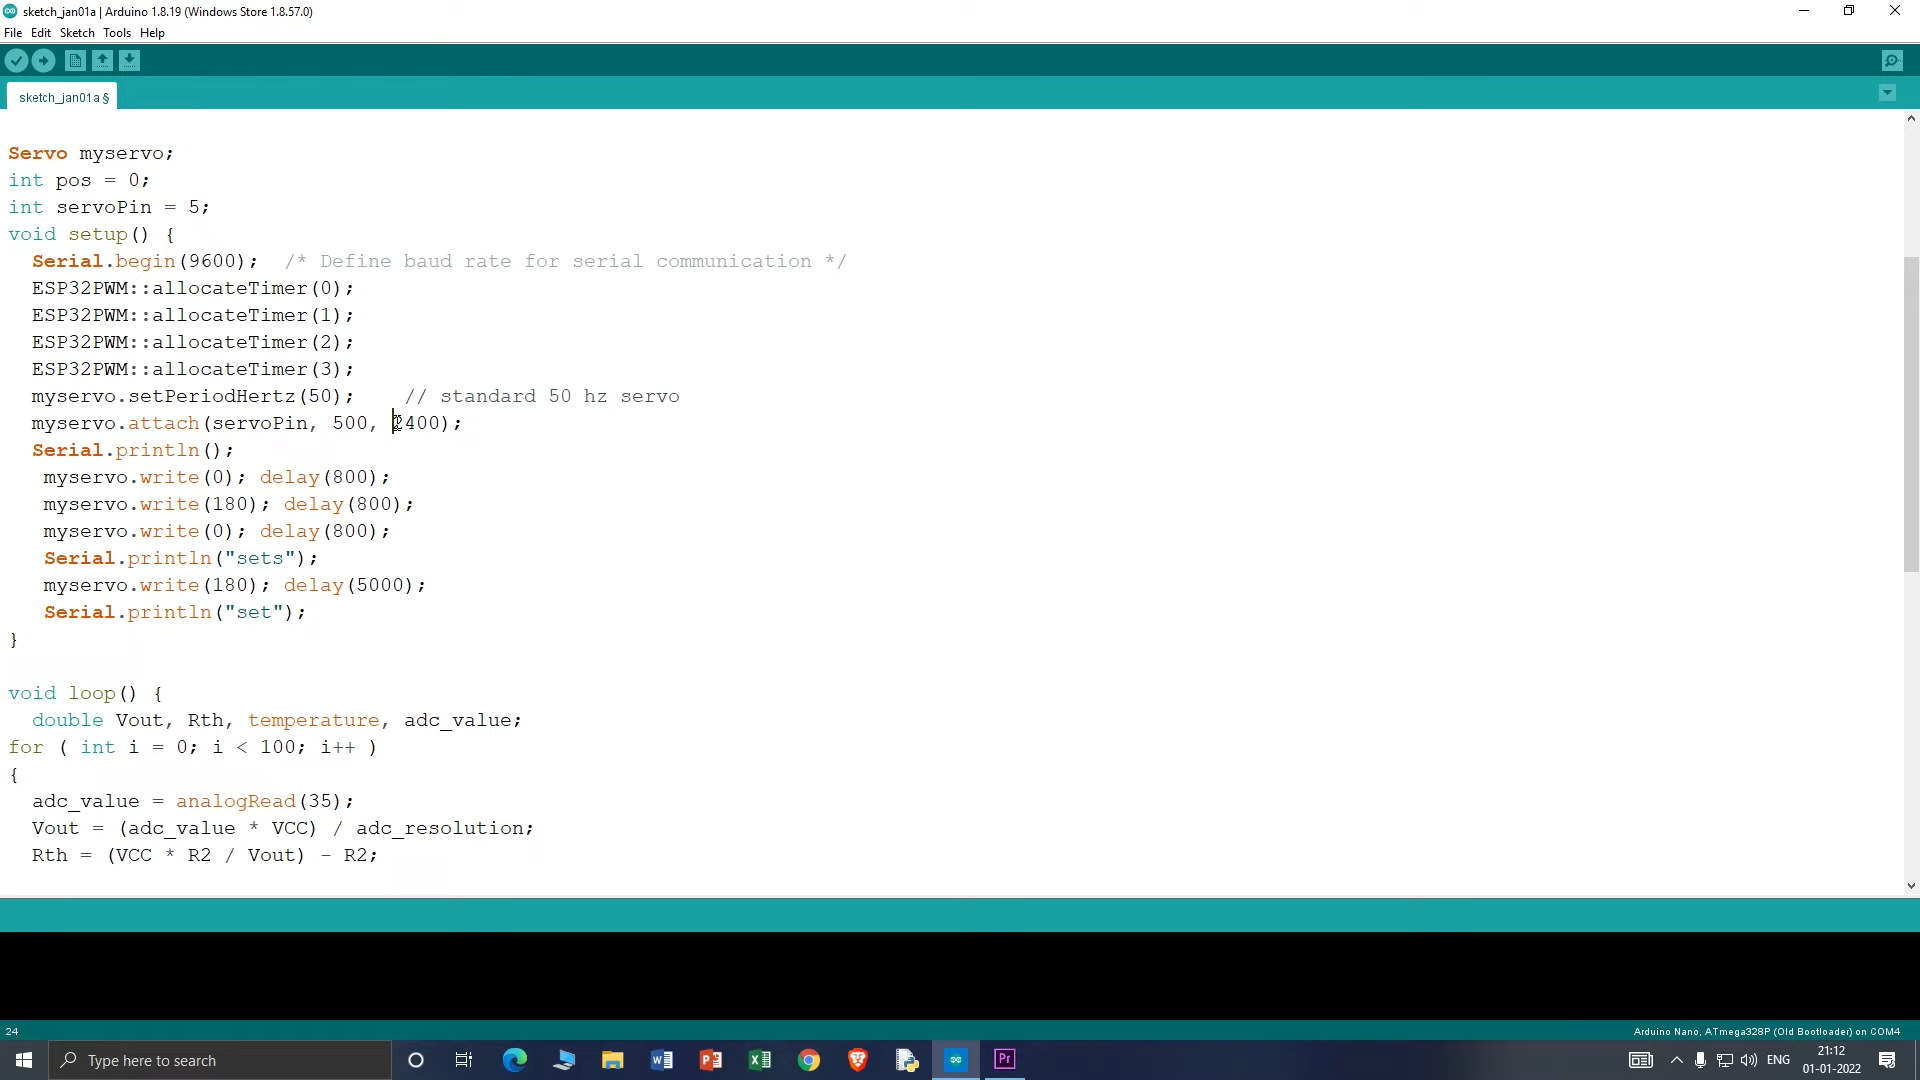 sketch_jan01a | Arduino 1.8.19 (Windows Store 1.8.57.0)
File Edit Sketch Tools Help
sketch_jan01a §
Servo myservo;
int pos = 0;
int servoPin = 5;
void setup() {
  Serial.begin(9600);  /* Define baud rate for serial communication */
  ESP32PWM::allocateTimer(0);
  ESP32PWM::allocateTimer(1);
  ESP32PWM::allocateTimer(2);
  ESP32PWM::allocateTimer(3);
  myservo.setPeriodHertz(50);    // standard 50 hz servo
  myservo.attach(servoPin, 500, 2400);
  Serial.println();
   myservo.write(0); delay(800);
   myservo.write(180); delay(800);
   myservo.write(0); delay(800);
   Serial.println("sets");
   myservo.write(180); delay(5000);
   Serial.println("set");
}
void loop() {
  double Vout, Rth, temperature, adc_value;
for ( int i = 0; i < 100; i++ )
{
  adc_value = analogRead(35);
  Vout = (adc_value * VCC) / adc_resolution;
  Rth = (VCC * R2 / Vout) - R2;
24
Arduino Nano, ATmega328P (Old Bootloader) on COM4
Type here to search
Pr
ENG
21:12
01-01-2022